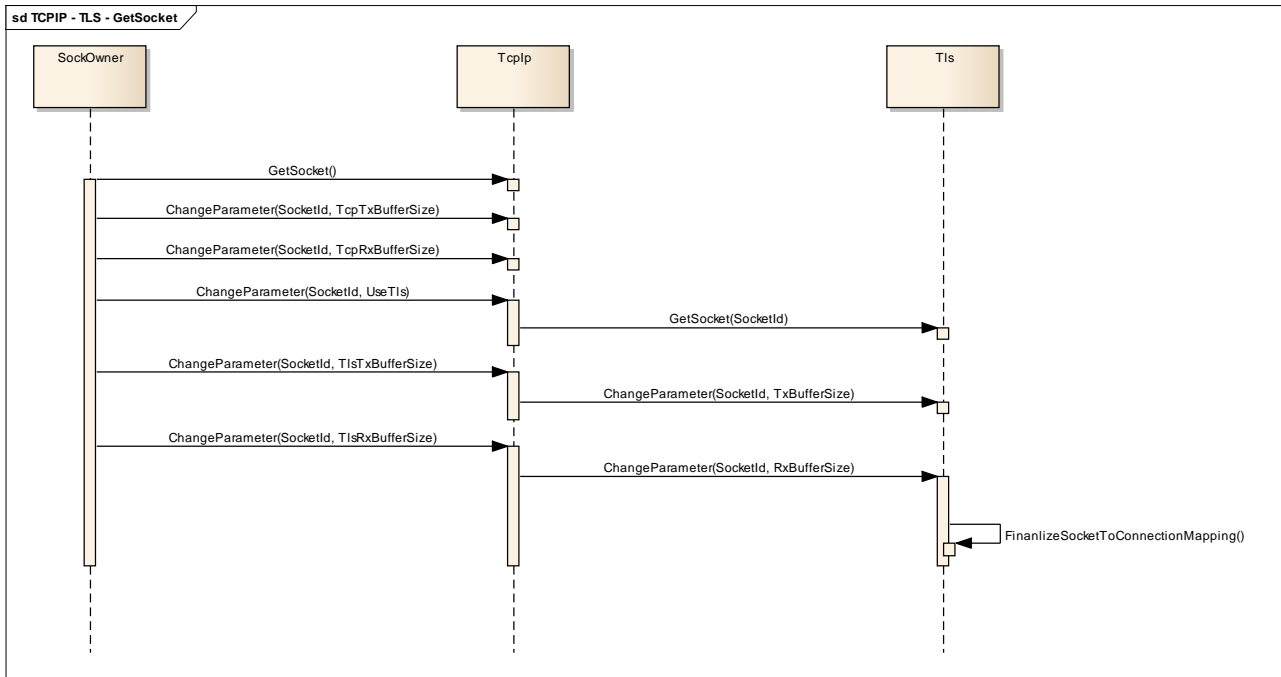 sd TCPIP - TLS - GetSocket
SockOwner
TcpIp
Tls
GetSocket()
ChangeParameter(SocketId, TcpTxBufferSize)
ChangeParameter(SocketId, TcpRxBufferSize)
ChangeParameter(SocketId, UseTls)
GetSocket(SocketId)
ChangeParameter(SocketId, TlsTxBufferSize)
ChangeParameter(SocketId, TxBufferSize)
ChangeParameter(SocketId, TlsRxBufferSize)
ChangeParameter(SocketId, RxBufferSize)
FinanlizeSocketToConnectionMapping()